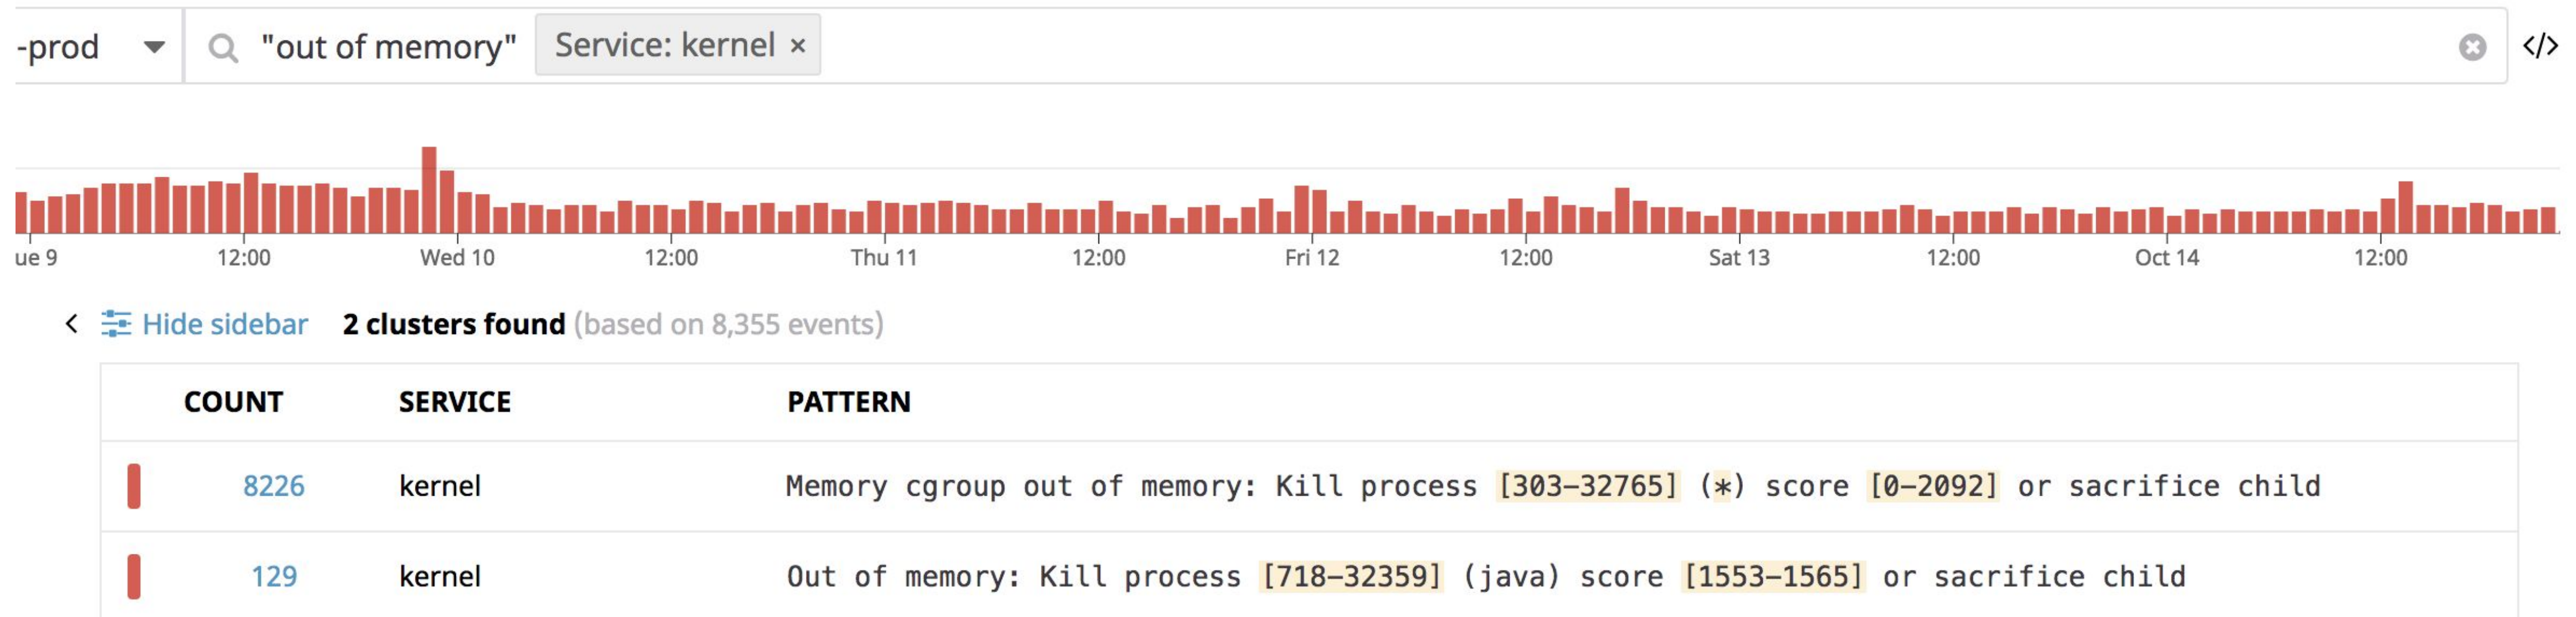 -prod "out of memory" Service: kernel × </>
ue 9 12:00 Wed 10 12:00 Thu 11 12:00 Fri 12 12:00 Sat 13 12:00 Oct 14 12:00
< Hide sidebar 2 clusters found (based on 8,355 events)
COUNT SERVICE PATTERN
8226 kernel Memory cgroup out of memory: Kill process [303–32765] (*) score [0–2092] or sacrifice child
129 kernel Out of memory: Kill process [718–32359] (java) score [1553–1565] or sacrifice child